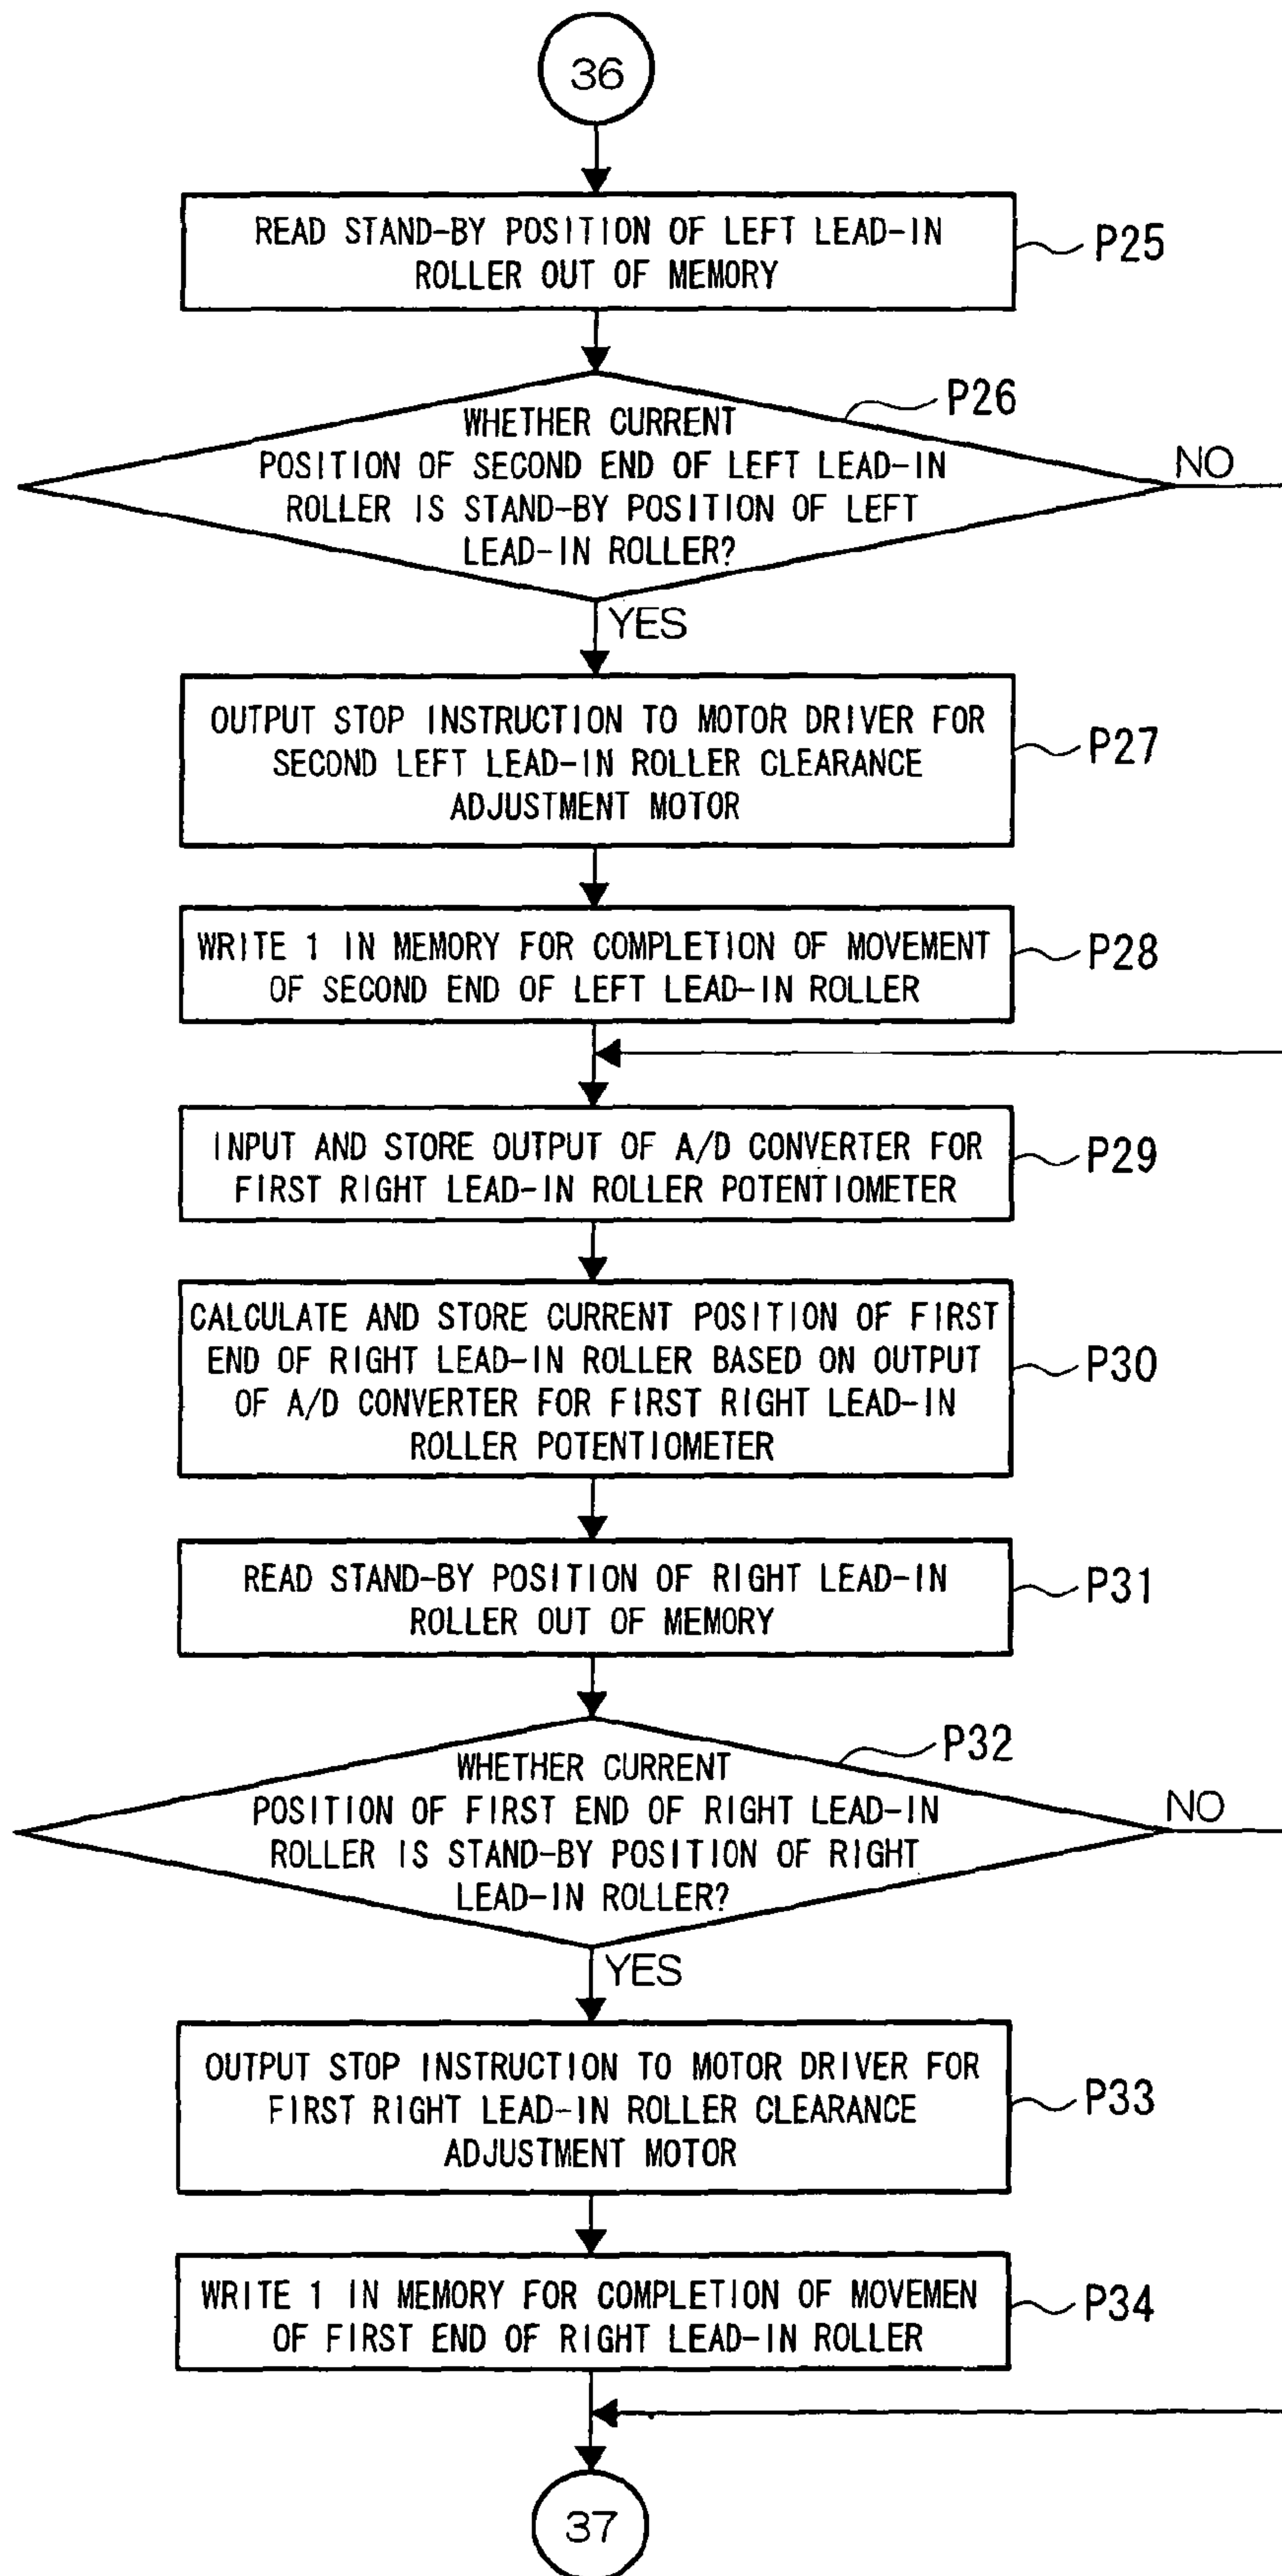 36
READ STAND-BY POSITION OF LEFT LEAD-IN
ROLLER OUT OF MEMORY
P25
P26
WHETHER CURRENT
POSITION OF SECOND END OF LEFT LEAD-IN
ROLLER IS STAND-BY POSITION OF LEFT
LEAD-IN ROLLER?
NO
YES
OUTPUT STOP INSTRUCTION TO MOTOR DRIVER FOR
SECOND LEFT LEAD-IN ROLLER CLEARANCE
ADJUSTMENT MOTOR
P27
WRITE 1 IN MEMORY FOR COMPLETION OF MOVEMENT
OF SECOND END OF LEFT LEAD-IN ROLLER
P28
INPUT AND STORE OUTPUT OF A/D CONVERTER FOR
FIRST RIGHT LEAD-IN ROLLER POTENTIOMETER
P29
CALCULATE AND STORE CURRENT POSITION OF FIRST
END OF RIGHT LEAD-IN ROLLER BASED ON OUTPUT
OF A/D CONVERTER FOR FIRST RIGHT LEAD-IN
ROLLER POTENTIOMETER
P30
READ STAND-BY POSITION OF RIGHT LEAD-IN
ROLLER OUT OF MEMORY
P31
P32
WHETHER CURRENT
POSITION OF FIRST END OF RIGHT LEAD-IN
ROLLER IS STAND-BY POSITION OF RIGHT
LEAD-IN ROLLER?
NO
YES
OUTPUT STOP INSTRUCTION TO MOTOR DRIVER FOR
FIRST RIGHT LEAD-IN ROLLER CLEARANCE
ADJUSTMENT MOTOR
P33
WRITE 1 IN MEMORY FOR COMPLETION OF MOVEMEN
OF FIRST END OF RIGHT LEAD-IN ROLLER
P34
37